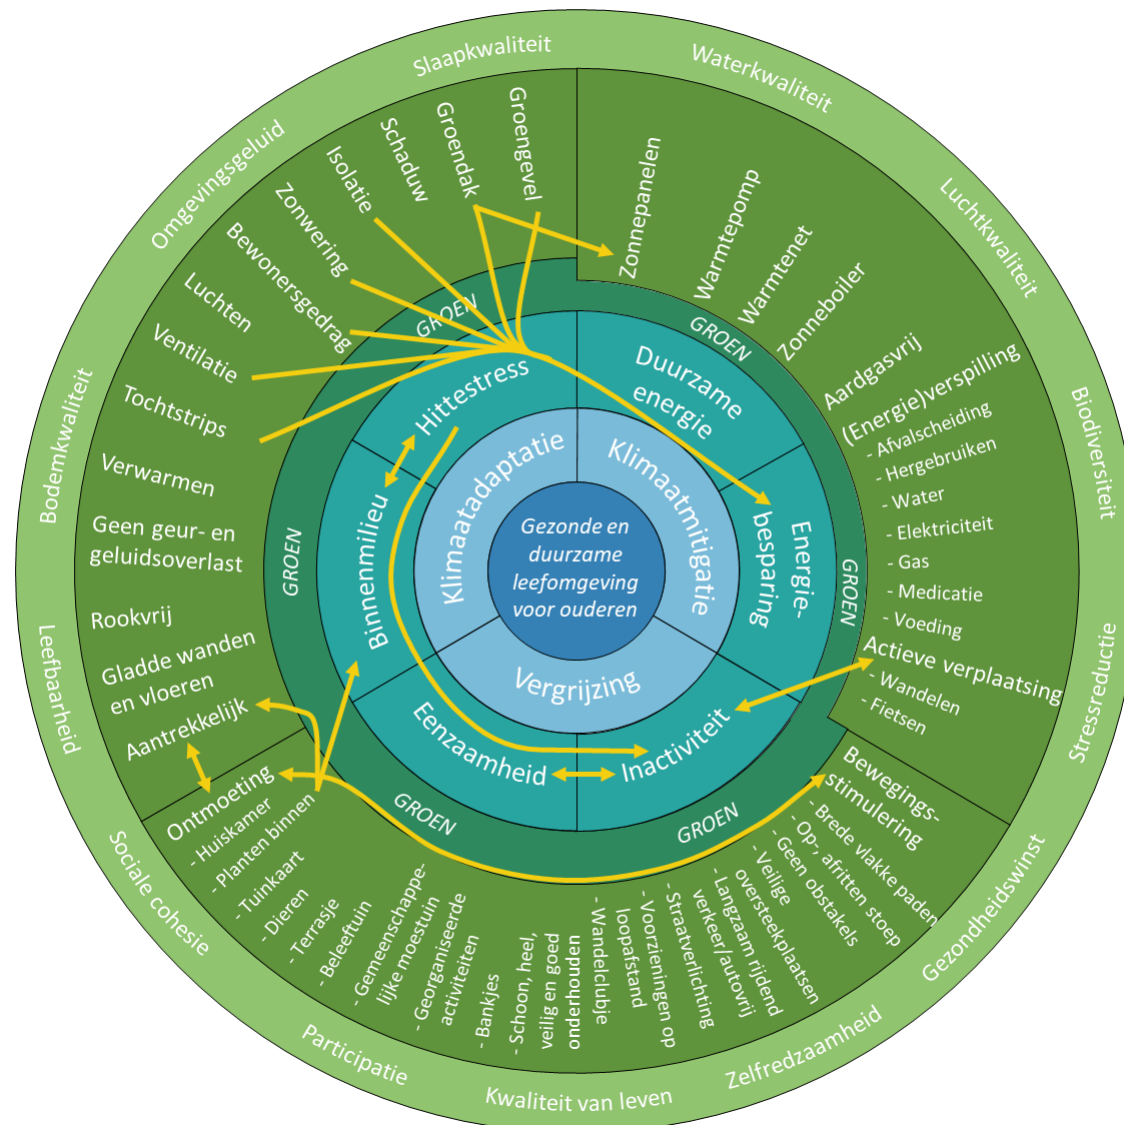 Slaapkwaliteit
Waterkwaliteit
Luchtkwaliteit
Biodiversiteit
Stressreductie
Gezondheidswinst
Zelfredzaamheid
Kwaliteit van leven
Participatie
Sociale cohesie
Leefbaarheid
Bodemkwaliteit
Omgevingsgeluid
Groengevel
Groendak
Schaduw
Isolatie
Zonwering
Bewonersgedrag
Luchten
Ventilatie
Tochtstrips
Verwarmen
Geen geur- en
geluidsoverlast
Rookvrij
Gladde wanden
en vloeren
Aantrekkelijk
Zonnepanelen
Warmtepomp
Warmtenet
Zonneboiler
Aardgasvrij
(Energie)verspilling
- Afvalscheiding
- Hergebruiken
- Water
- Elektriciteit
- Gas
- Medicatie
- Voeding
Actieve verplaatsing
- Wandelen
- Fietsen
Bewegings-
stimulering
- Brede vlakke paden
- Op-, afritten stoep
- Geen obstakels
- Veilige
oversteekplaatsen
- Langzaam rijdend
verkeer/autovrij
- Straatverlichting
- Voorzieningen op
loopafstand
- Wandelclubje
Ontmoeting
- Huiskamer
- Planten binnen
- Tuinkaart
- Dieren
- Terrasje
- Beleeftuin
- Gemeenschappe-
lijke moestuin
- Georganiseerde
activiteiten
- Bankjes
- Schoon, heel,
veilig en goed
onderhouden
GROEN
GROEN
GROEN
GROEN
GROEN
GROEN
Hittestress
Duurzame
energie
Energie-
besparing
Inactiviteit
Eenzaamheid
Binnenmilieu
Klimaatadaptatie
Klimaatmitigatie
Vergrijzing
Gezonde en
duurzame
leefomgeving
voor ouderen